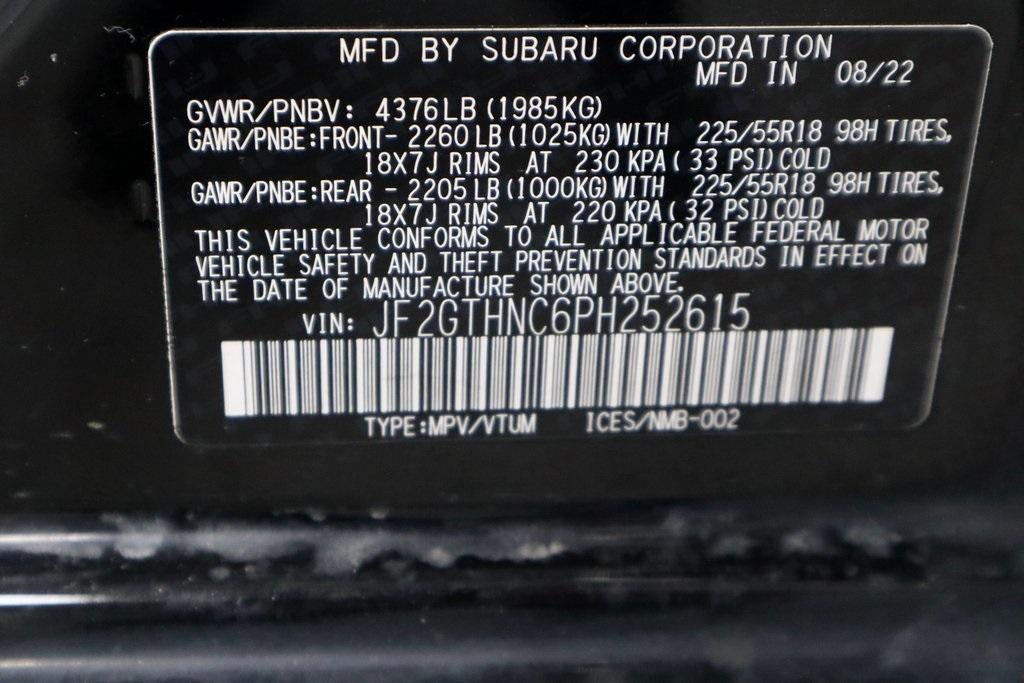 MFD BY SUBARU CORPORATION
MFD IN 08/22
GVWR/PNBV: 4376LB (1985KG)
GAWR/PNBE:FRONT- 2260 LB (1025KG) WITH 225/55R18 98H TIRES,
18X7J RIMS AT 230 KPA ( 33 PSI) COLD
GAWR/PNBE:REAR - 2205 LB (1000KG) WITH 225/55R18 98H TIRES,
18X7J RIMS AT 220 KPA ( 32 PSI) COLD
THIS VEHICLE CONFORMS TO ALL APPLICABLE FEDERAL MOTOR
VEHICLE SAFETY AND THEFT PREVENTION STANDARDS IN EFFECT ON
THE DATE OF MANUFACTURE SHOWN ABOVE.
VIN: JF2GTHNC6PH252615
TYPE:MPV/VTUM ICES/NMB-002